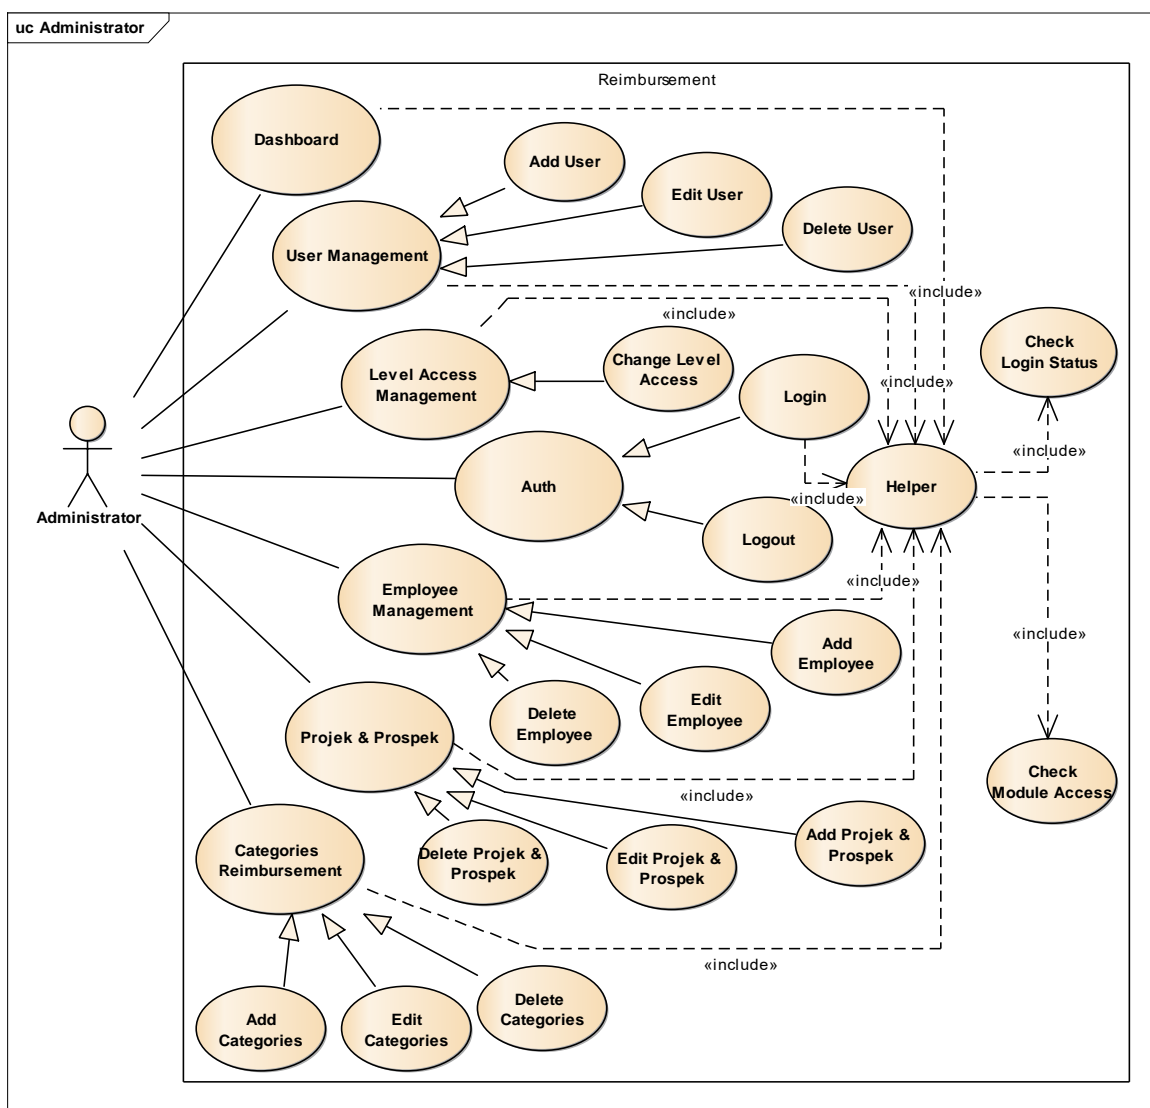 uc Administrator
Reimbursement
Dashboard
Add User
Edit User
Delete User
User Management
«include»
«include»
Check
Login Status
Change Level
Access
Level Access
Management
«include»
Login
Administrator
Auth
Helper
«include»
«include»
Logout
«include»
Employee
Management
Add
Employee
«include»
Edit
Employee
Delete
Employee
Projek & Prospek
Check
Module Access
«include»
Add Projek &
Prospek
Edit Projek &
Prospek
Delete Projek &
Prospek
Categories
Reimbursement
«include»
Delete
Categories
Add
Categories
Edit
Categories